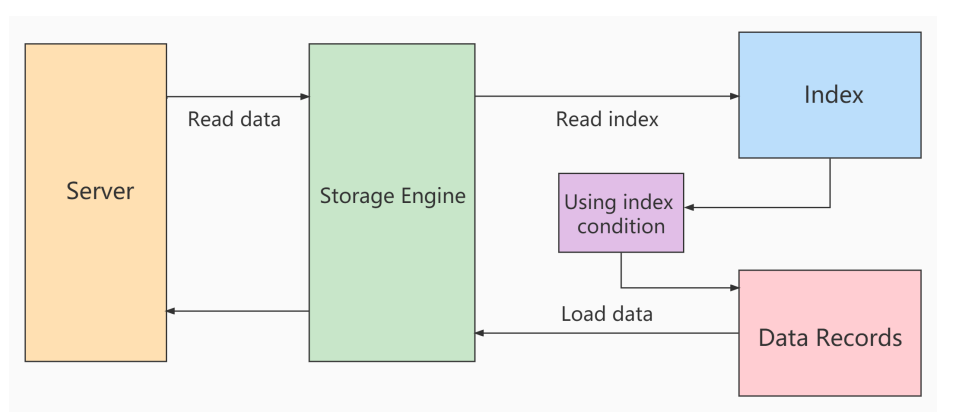 Read data
Read index
Index
Server
Storage Engine
Using index
condition
Load data
Data Records